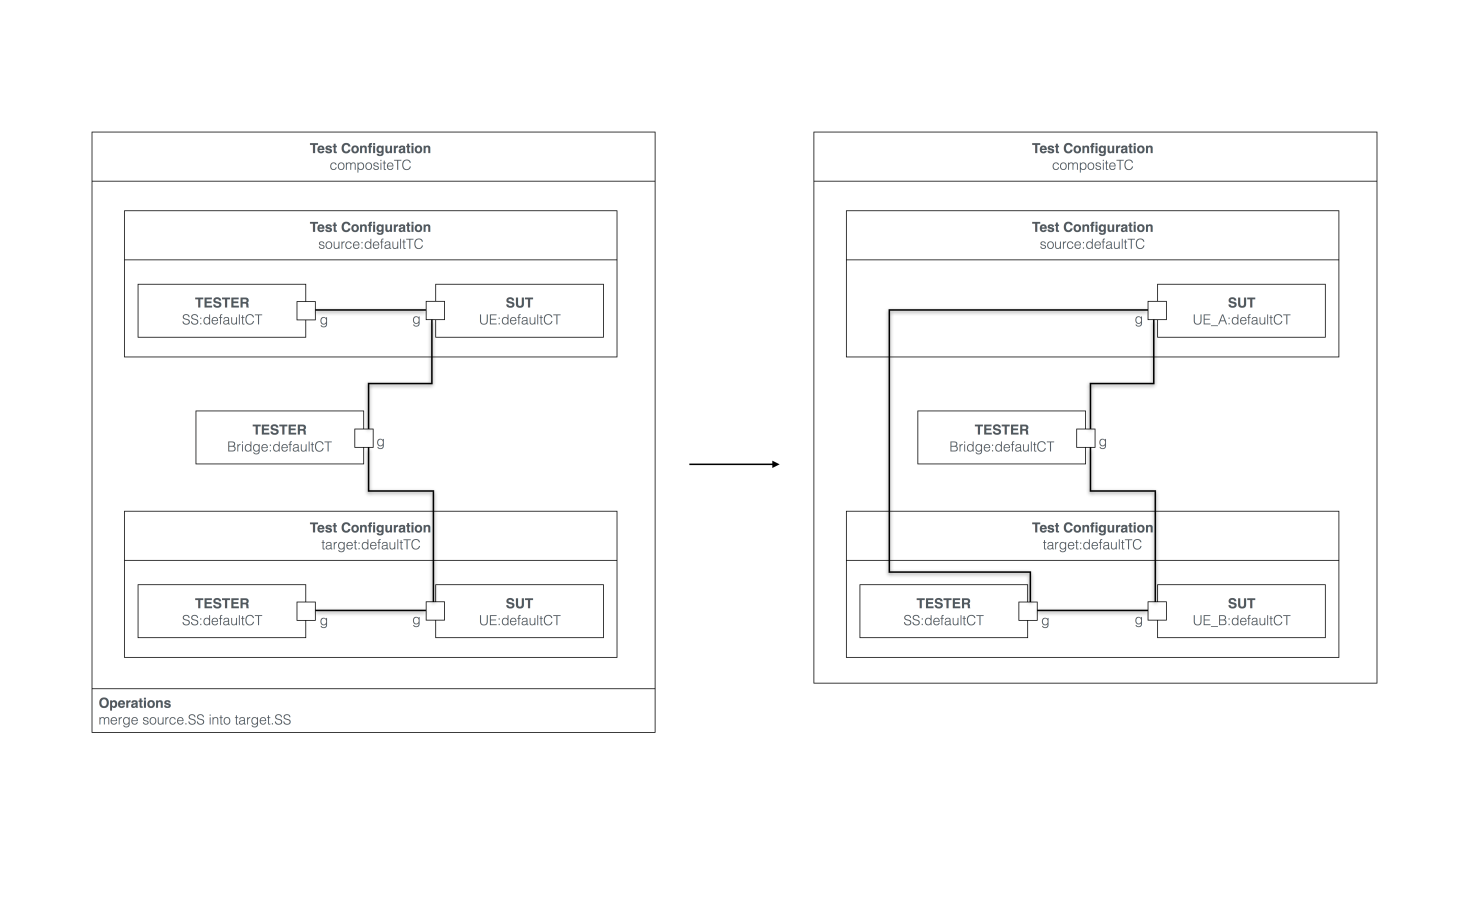 Test Configuration
compositeTC
Test Configuration
source:defaultTC
TESTER
SS:defaultCT
g
g
SUT
UE:defaultCT
TESTER
Bridge:defaultCT
g
Test Configuration
target:defaultTC
TESTER
SS:defaultCT
g
g
SUT
UE:defaultCT
Operations
merge source.SS into target.SS
Test Configuration
compositeTC
Test Configuration
source:defaultTC
g
SUT
UE_A:defaultCT
TESTER
Bridge:defaultCT
g
Test Configuration
target:defaultTC
TESTER
SS:defaultCT
g
g
SUT
UE_B:defaultCT